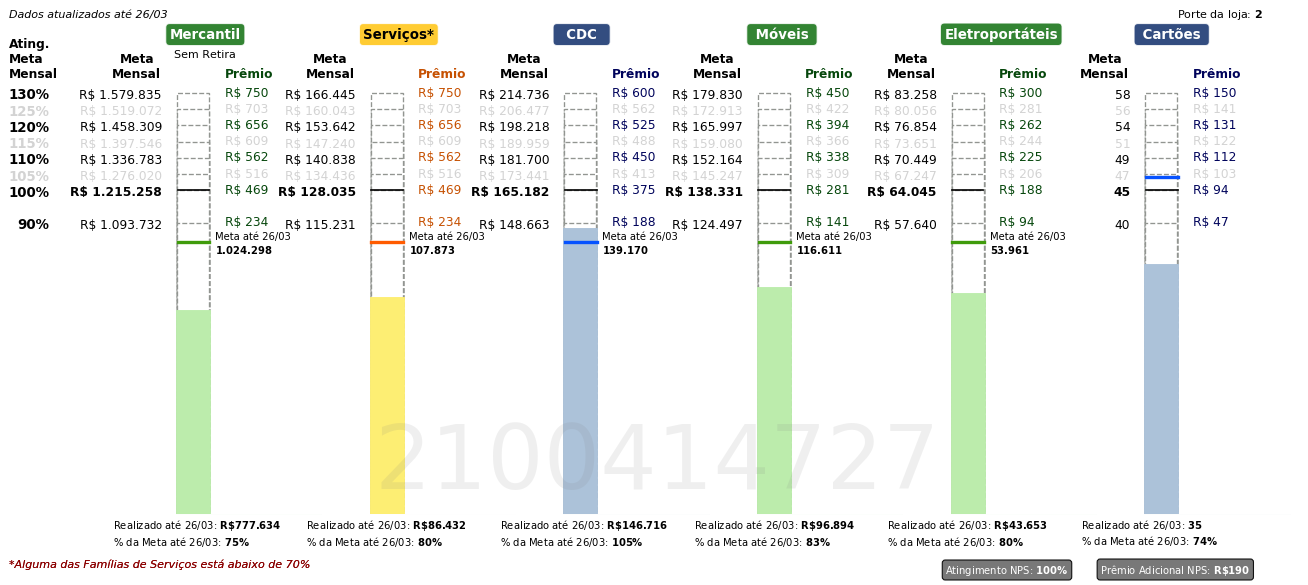 Dados atualizados até 26/03
Porte da loja: 2
Mercantil
Serviços*
CDC
Móveis
Eletroportáteis
Cartões
Sem Retira
Ating. Meta Mensal
Meta Mensal Prêmio Meta Mensal Prêmio Meta Mensal Prêmio Meta Mensal Prêmio Meta Mensal Prêmio Meta Mensal Prêmio
130% R$ 1.579.835 R$ 750 R$ 166.445 R$ 750 R$ 214.736 R$ 600 R$ 179.830 R$ 450 R$ 83.258 R$ 300 58 R$ 150
125% R$ 1.519.072 R$ 703 R$ 160.043 R$ 703 R$ 206.477 R$ 562 R$ 172.913 R$ 422 R$ 80.056 R$ 281 56 R$ 141
120% R$ 1.458.309 R$ 656 R$ 153.642 R$ 656 R$ 198.218 R$ 525 R$ 165.997 R$ 394 R$ 76.854 R$ 262 54 R$ 131
115% R$ 1.397.546 R$ 609 R$ 147.240 R$ 609 R$ 189.959 R$ 488 R$ 159.080 R$ 366 R$ 73.651 R$ 244 51 R$ 122
110% R$ 1.336.783 R$ 562 R$ 140.838 R$ 562 R$ 181.700 R$ 450 R$ 152.164 R$ 338 R$ 70.449 R$ 225 49 R$ 112
105% R$ 1.276.020 R$ 516 R$ 134.436 R$ 516 R$ 173.441 R$ 413 R$ 145.247 R$ 309 R$ 67.247 R$ 206 47 R$ 103
100% R$ 1.215.258 R$ 469 R$ 128.035 R$ 469 R$ 165.182 R$ 375 R$ 138.331 R$ 281 R$ 64.045 R$ 188 45 R$ 94
90% R$ 1.093.732 R$ 234 R$ 115.231 R$ 234 R$ 148.663 R$ 188 R$ 124.497 R$ 141 R$ 57.640 R$ 94 40 R$ 47
Meta até 26/03 Meta até 26/03 Meta até 26/03 Meta até 26/03 Meta até 26/03
1.024.298 107.873 139.170 116.611 53.961
2100414727
Realizado até 26/03: R$777.634 Realizado até 26/03: R$86.432 Realizado até 26/03: R$146.716 Realizado até 26/03: R$96.894 Realizado até 26/03: R$43.653 Realizado até 26/03: 35
% da Meta até 26/03: 75% % da Meta até 26/03: 80% % da Meta até 26/03: 105% % da Meta até 26/03: 83% % da Meta até 26/03: 80% % da Meta até 26/03: 74%
*Alguma das Famílias de Serviços está abaixo de 70%
Atingimento NPS: 100%
Prêmio Adicional NPS: R$190